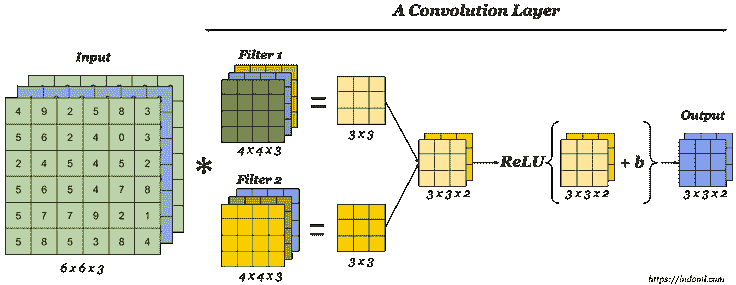 A Convolution Layer
Input
4 9 2 5 8 3
5 6 2 4 0 3
2 4 5 4 5 2
5 6 5 4 7 8
5 7 7 9 2 1
5 8 5 3 8 4
6 x 6 x 3
*
Filter 1
4 x 4 x 3
=
3 x 3
Filter 2
4 x 4 x 3
=
3 x 3
3 x 3 x 2
ReLU { + b }
3 x 3 x 2
Output
3 x 3 x 2
https://indoml.com